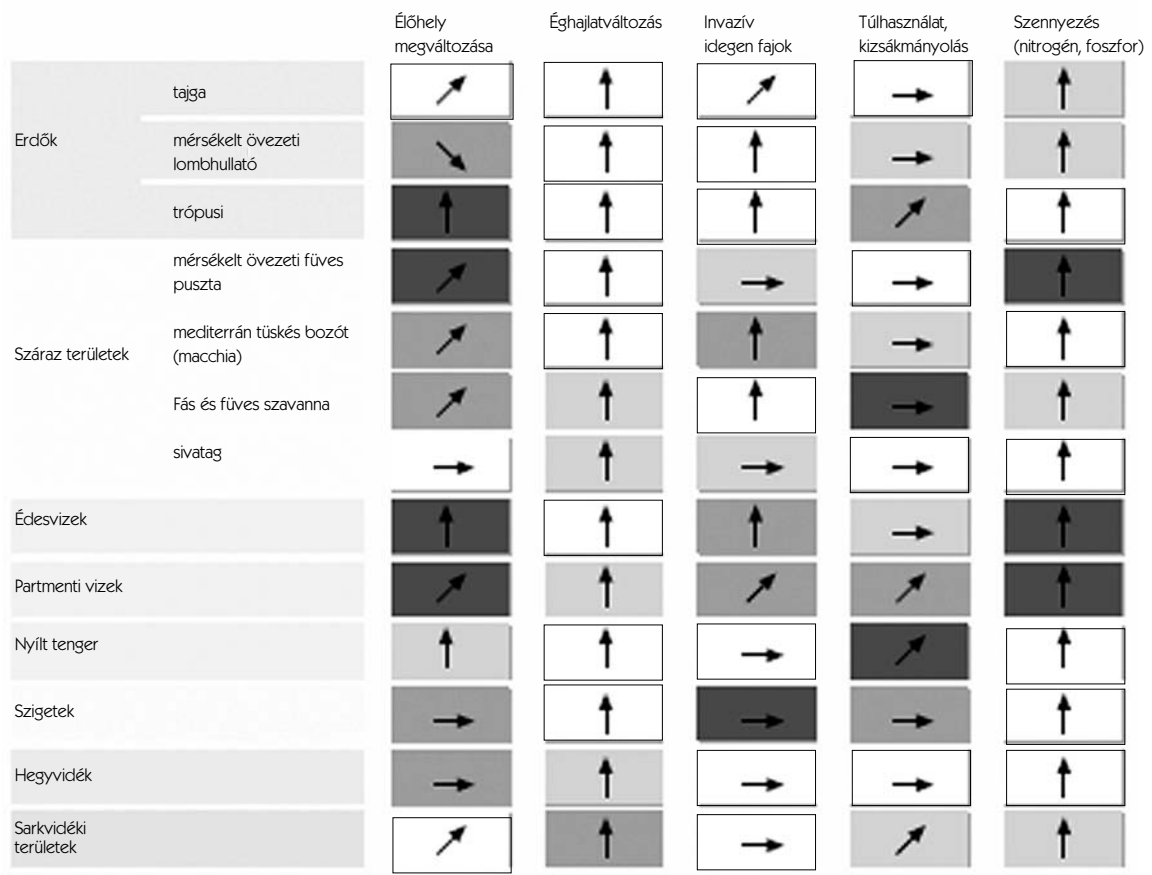 Élőhely
megváltozása
Éghajlatváltozás
Invazív
idegen fajok
Túlhasználat,
kizsákmányolás
Szennyezés
(nitrogén, foszfor)
Erdők
tajga
mérsékelt övezeti
lombhullató
trópusi
Száraz területek
mérsékelt övezeti füves
puszta
mediterrán tüskés bozót
(macchia)
Fás és füves szavanna
sivatag
Édesvizek
Partmenti vizek
Nyílt tenger
Szigetek
Hegyvidék
Sarkvidéki
területek